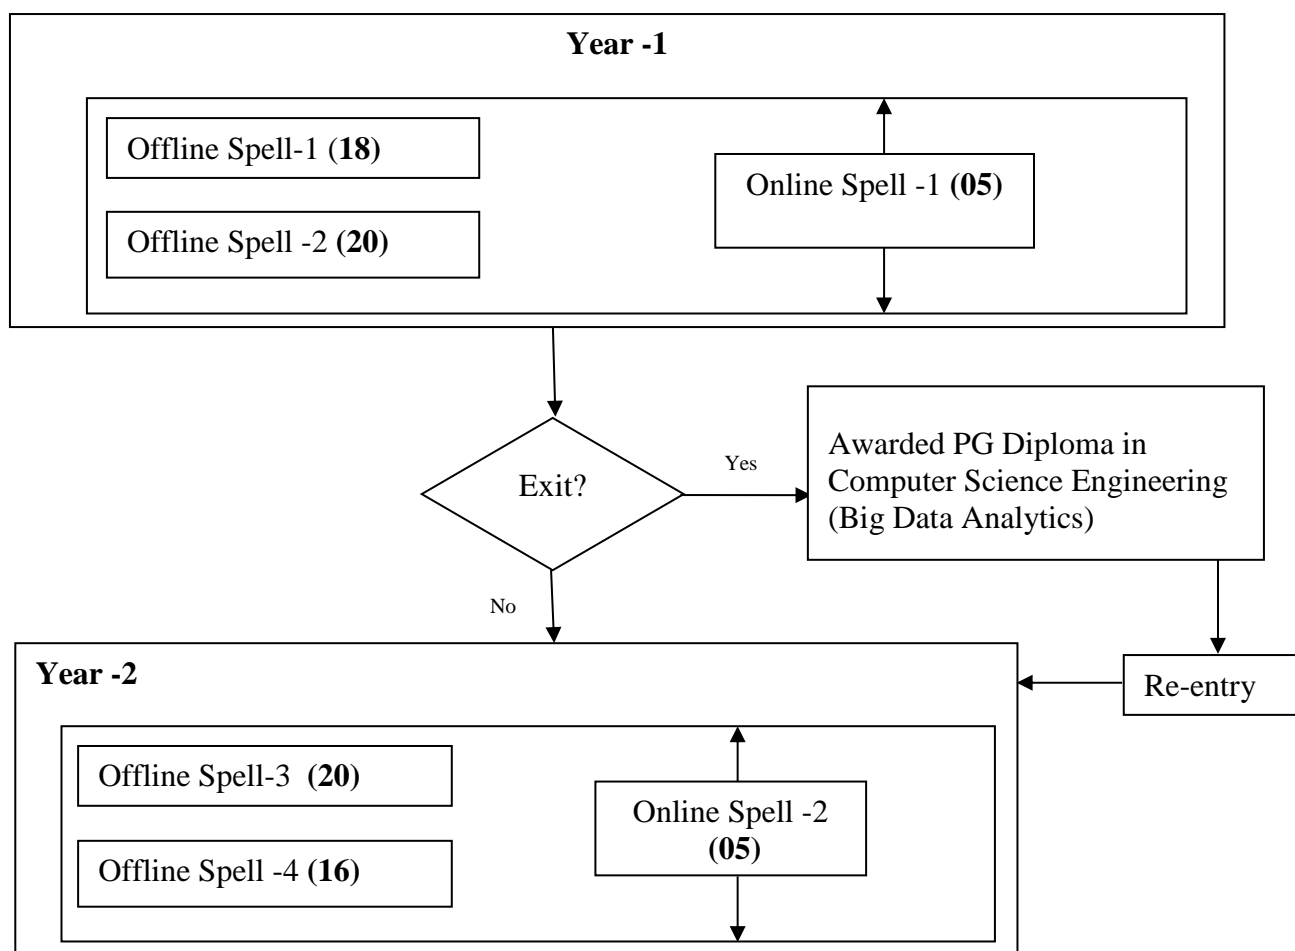 Year -1
Offline Spell-1 (18)
Online Spell -1 (05)
Offline Spell -2 (20)
Exit?
Yes
Awarded PG Diploma in
Computer Science Engineering
(Big Data Analytics)
No
Re-entry
Year -2
Offline Spell-3 (20)
Online Spell -2
(05)
Offline Spell -4 (16)